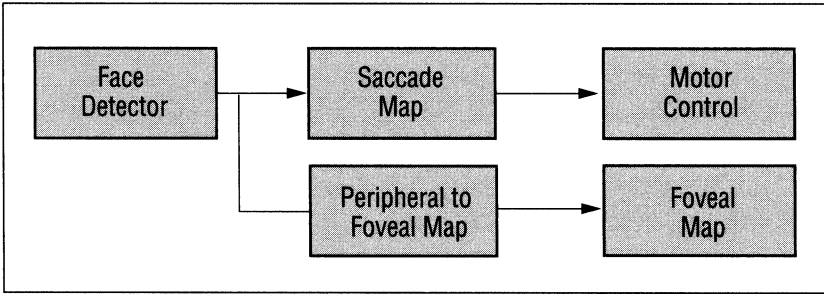 Face
Detector
Saccade
Map
Motor
Control
Peripheral to
Foveal Map
Foveal
Map